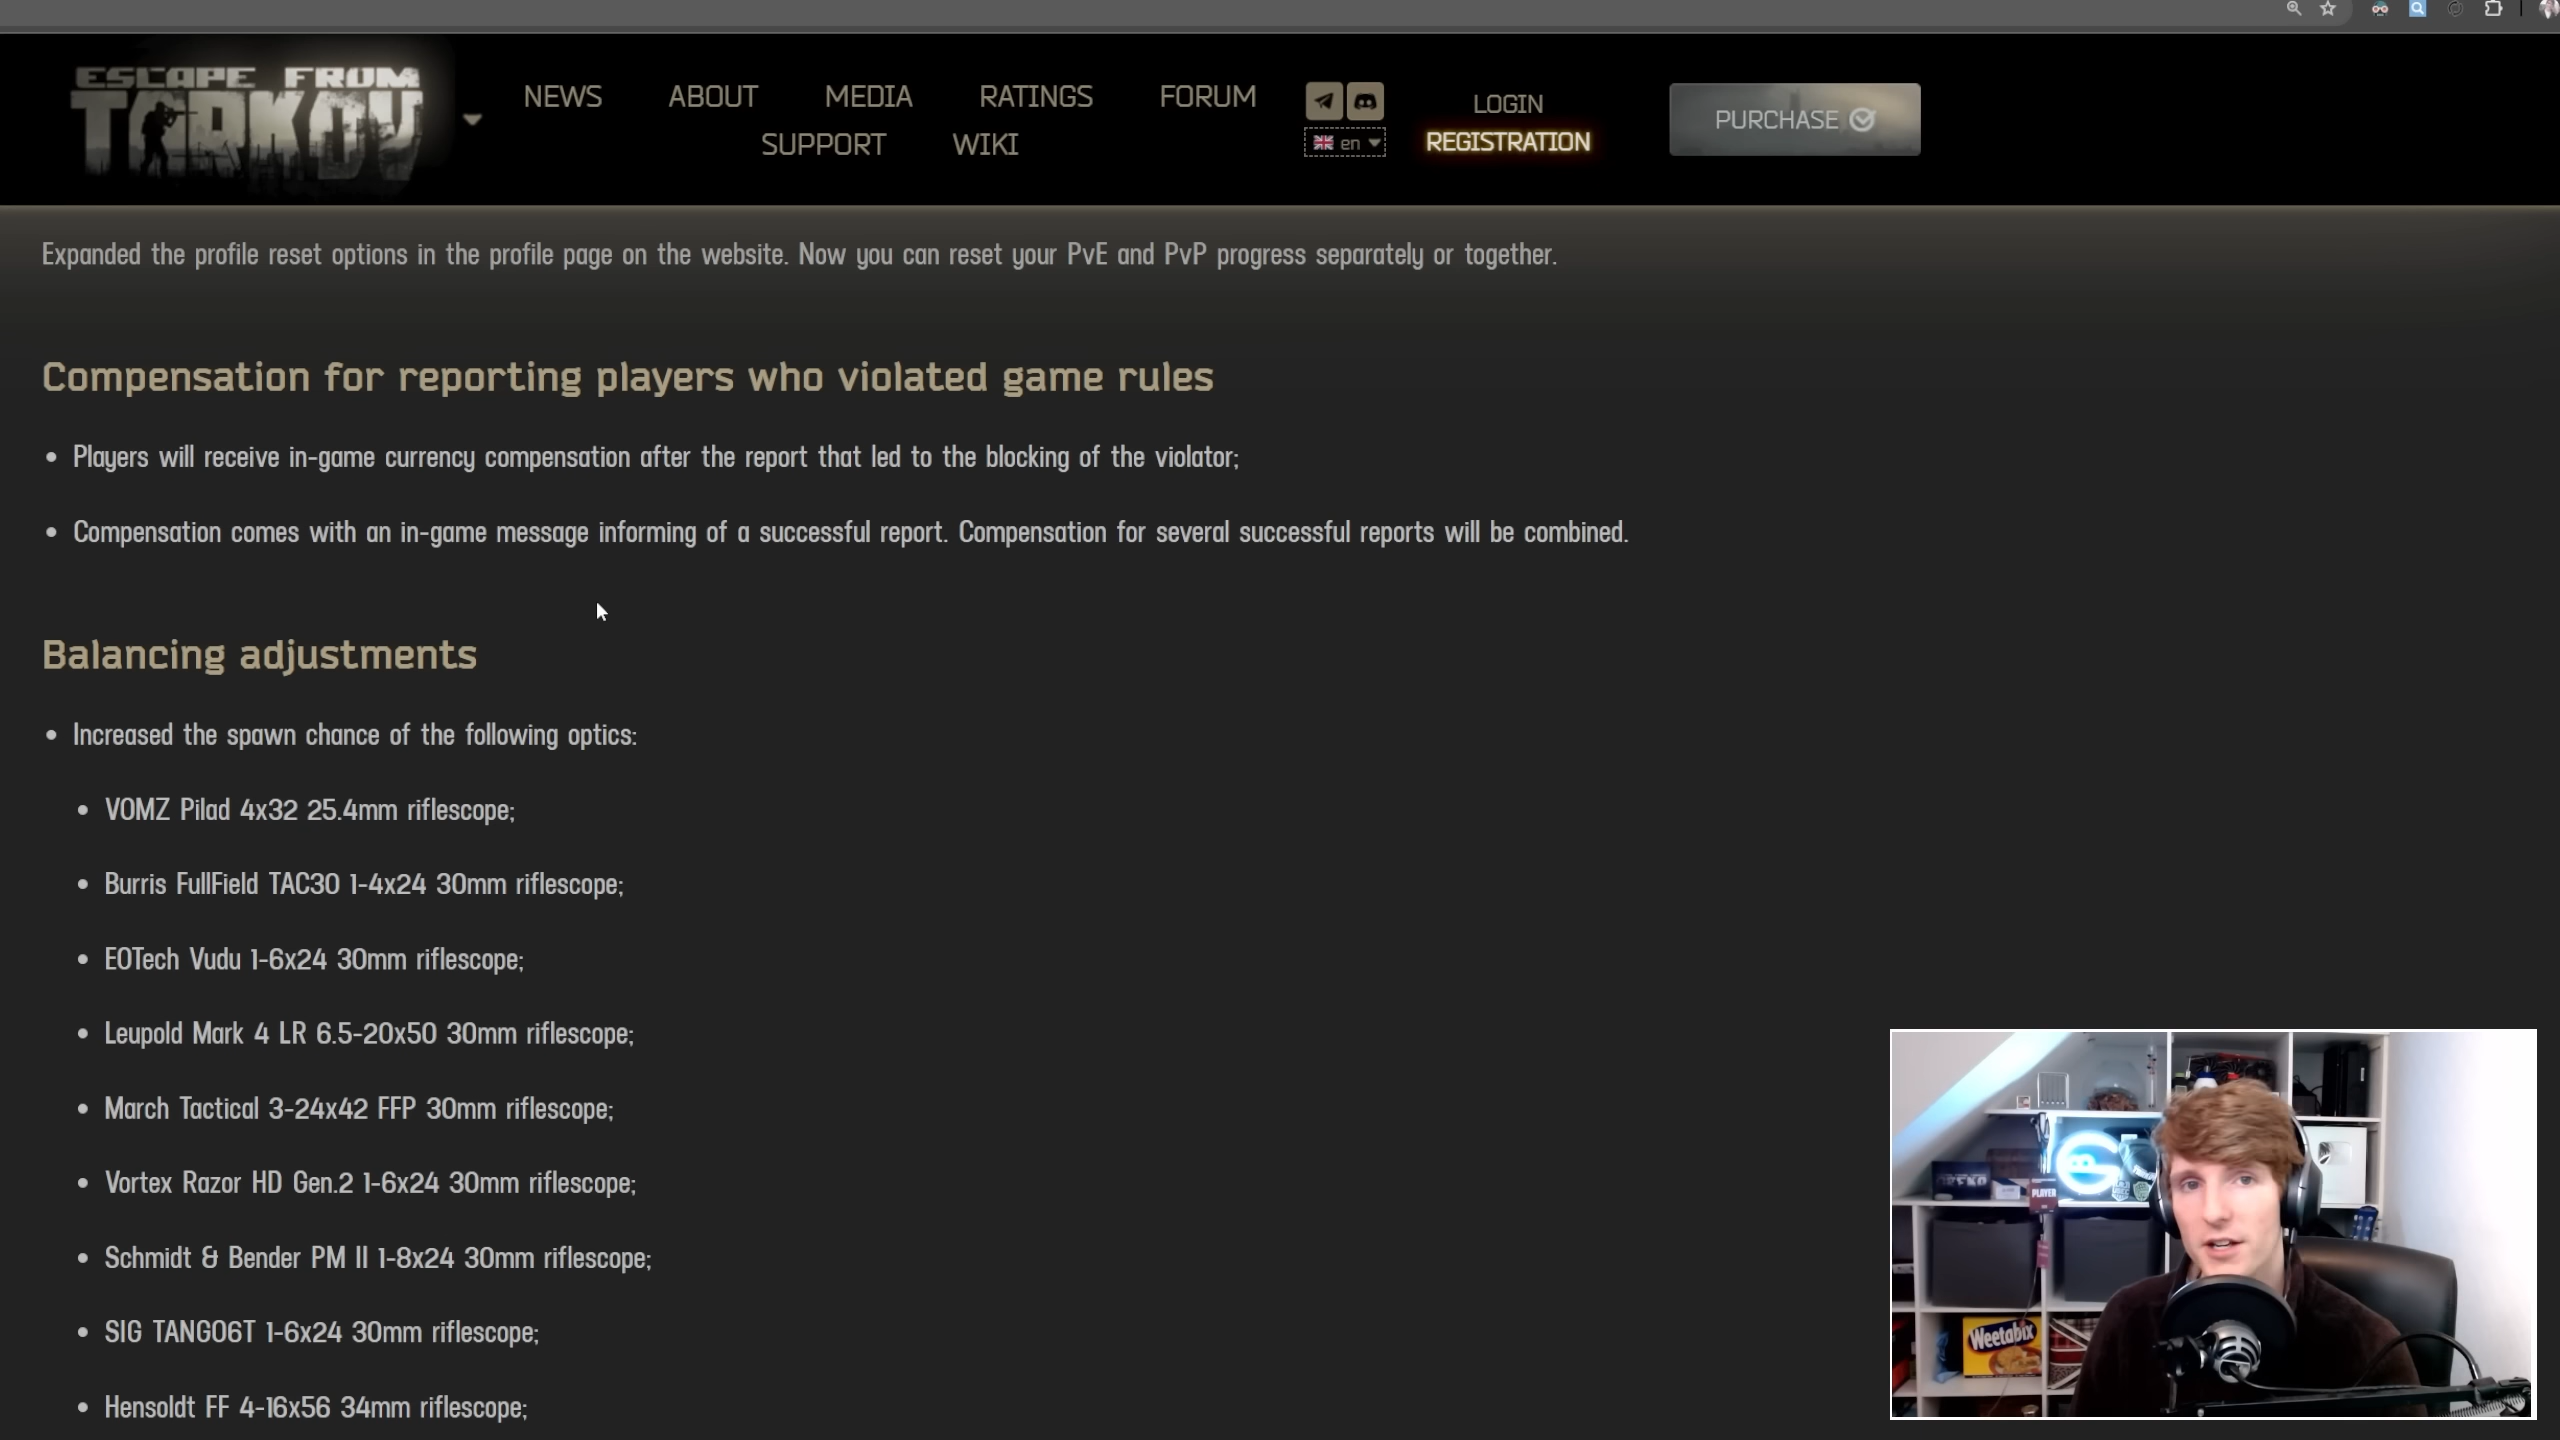 ESCAPE FROM
TARKOV
NEWS ABOUT MEDIA RATINGS FORUM
SUPPORT WIKI
en
LOGIN
REGISTRATION
PURCHASE
Expanded the profile reset options in the profile page on the website. Now you can reset your PvE and PvP progress separately or together.
Compensation for reporting players who violated game rules
• Players will receive in-game currency compensation after the report that led to the blocking of the violator;
• Compensation comes with an in-game message informing of a successful report. Compensation for several successful reports will be combined.
Balancing adjustments
• Increased the spawn chance of the following optics:
• VOMZ Pilad 4x32 25.4mm riflescope;
• Burris FullField TAC30 1-4x24 30mm riflescope;
• EOTech Vudu 1-6x24 30mm riflescope;
• Leupold Mark 4 LR 6.5-20x50 30mm riflescope;
• March Tactical 3-24x42 FFP 30mm riflescope;
• Vortex Razor HD Gen.2 1-6x24 30mm riflescope;
• Schmidt & Bender PM II 1-8x24 30mm riflescope;
• SIG TANGO6T 1-6x24 30mm riflescope;
• Hensoldt FF 4-16x56 34mm riflescope;
PLAYER
Weetabix